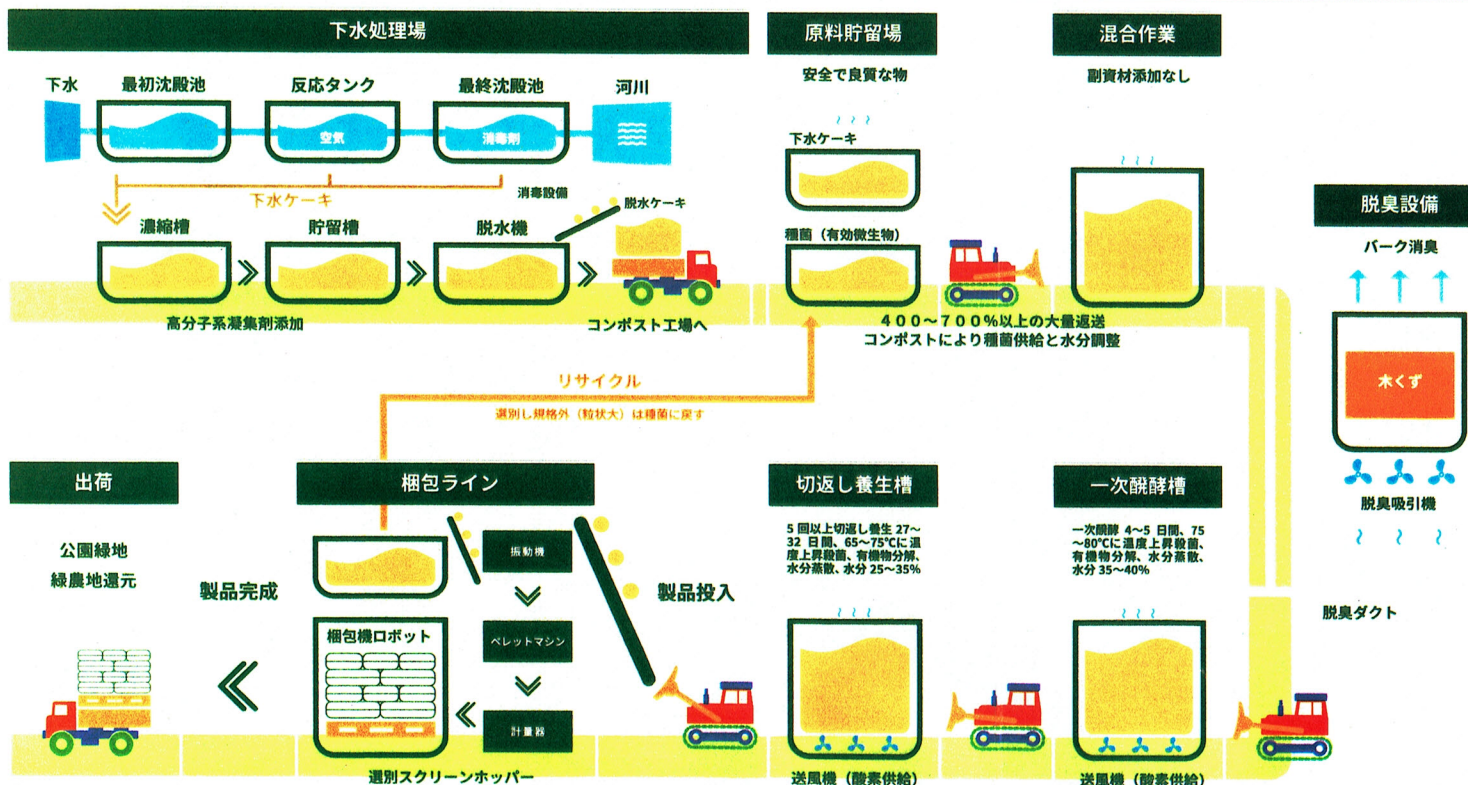 下水処理場
下水
最初沈殿池
反応タンク
最終沈殿池
河川
空気
消毒剤
下水ケーキ
消毒設備
脱水ケーキ
濃縮槽
貯留槽
脱水機
高分子系凝集剤添加
コンポスト工場へ
原料貯留場
安全で良質な物
下水ケーキ
種菌（有効微生物）
混合作業
副資材添加なし
400～700%以上の大量返送
コンポストにより種菌供給と水分調整
脱臭設備
バーク消臭
木くず
脱臭吸引機
脱臭ダクト
リサイクル
選別し規格外（粒状大）は種菌に戻す
出荷
公園緑地
緑農地還元
製品完成
梱包ライン
振動機
梱包機ロボット
ペレットマシン
計量器
選別スクリーンホッパー
製品投入
切返し養生槽
5 回以上切返し養生 27～
32 日間、65～75℃に温
度上昇殺菌、有機物分解、
水分蒸散、水分 25～35%
送風機（酸素供給）
一次醗酵槽
一次醗酵 4～5 日間、75
～80℃に温度上昇殺菌、
有機物分解、水分蒸散、
水分 35～40%
送風機（酸素供給）